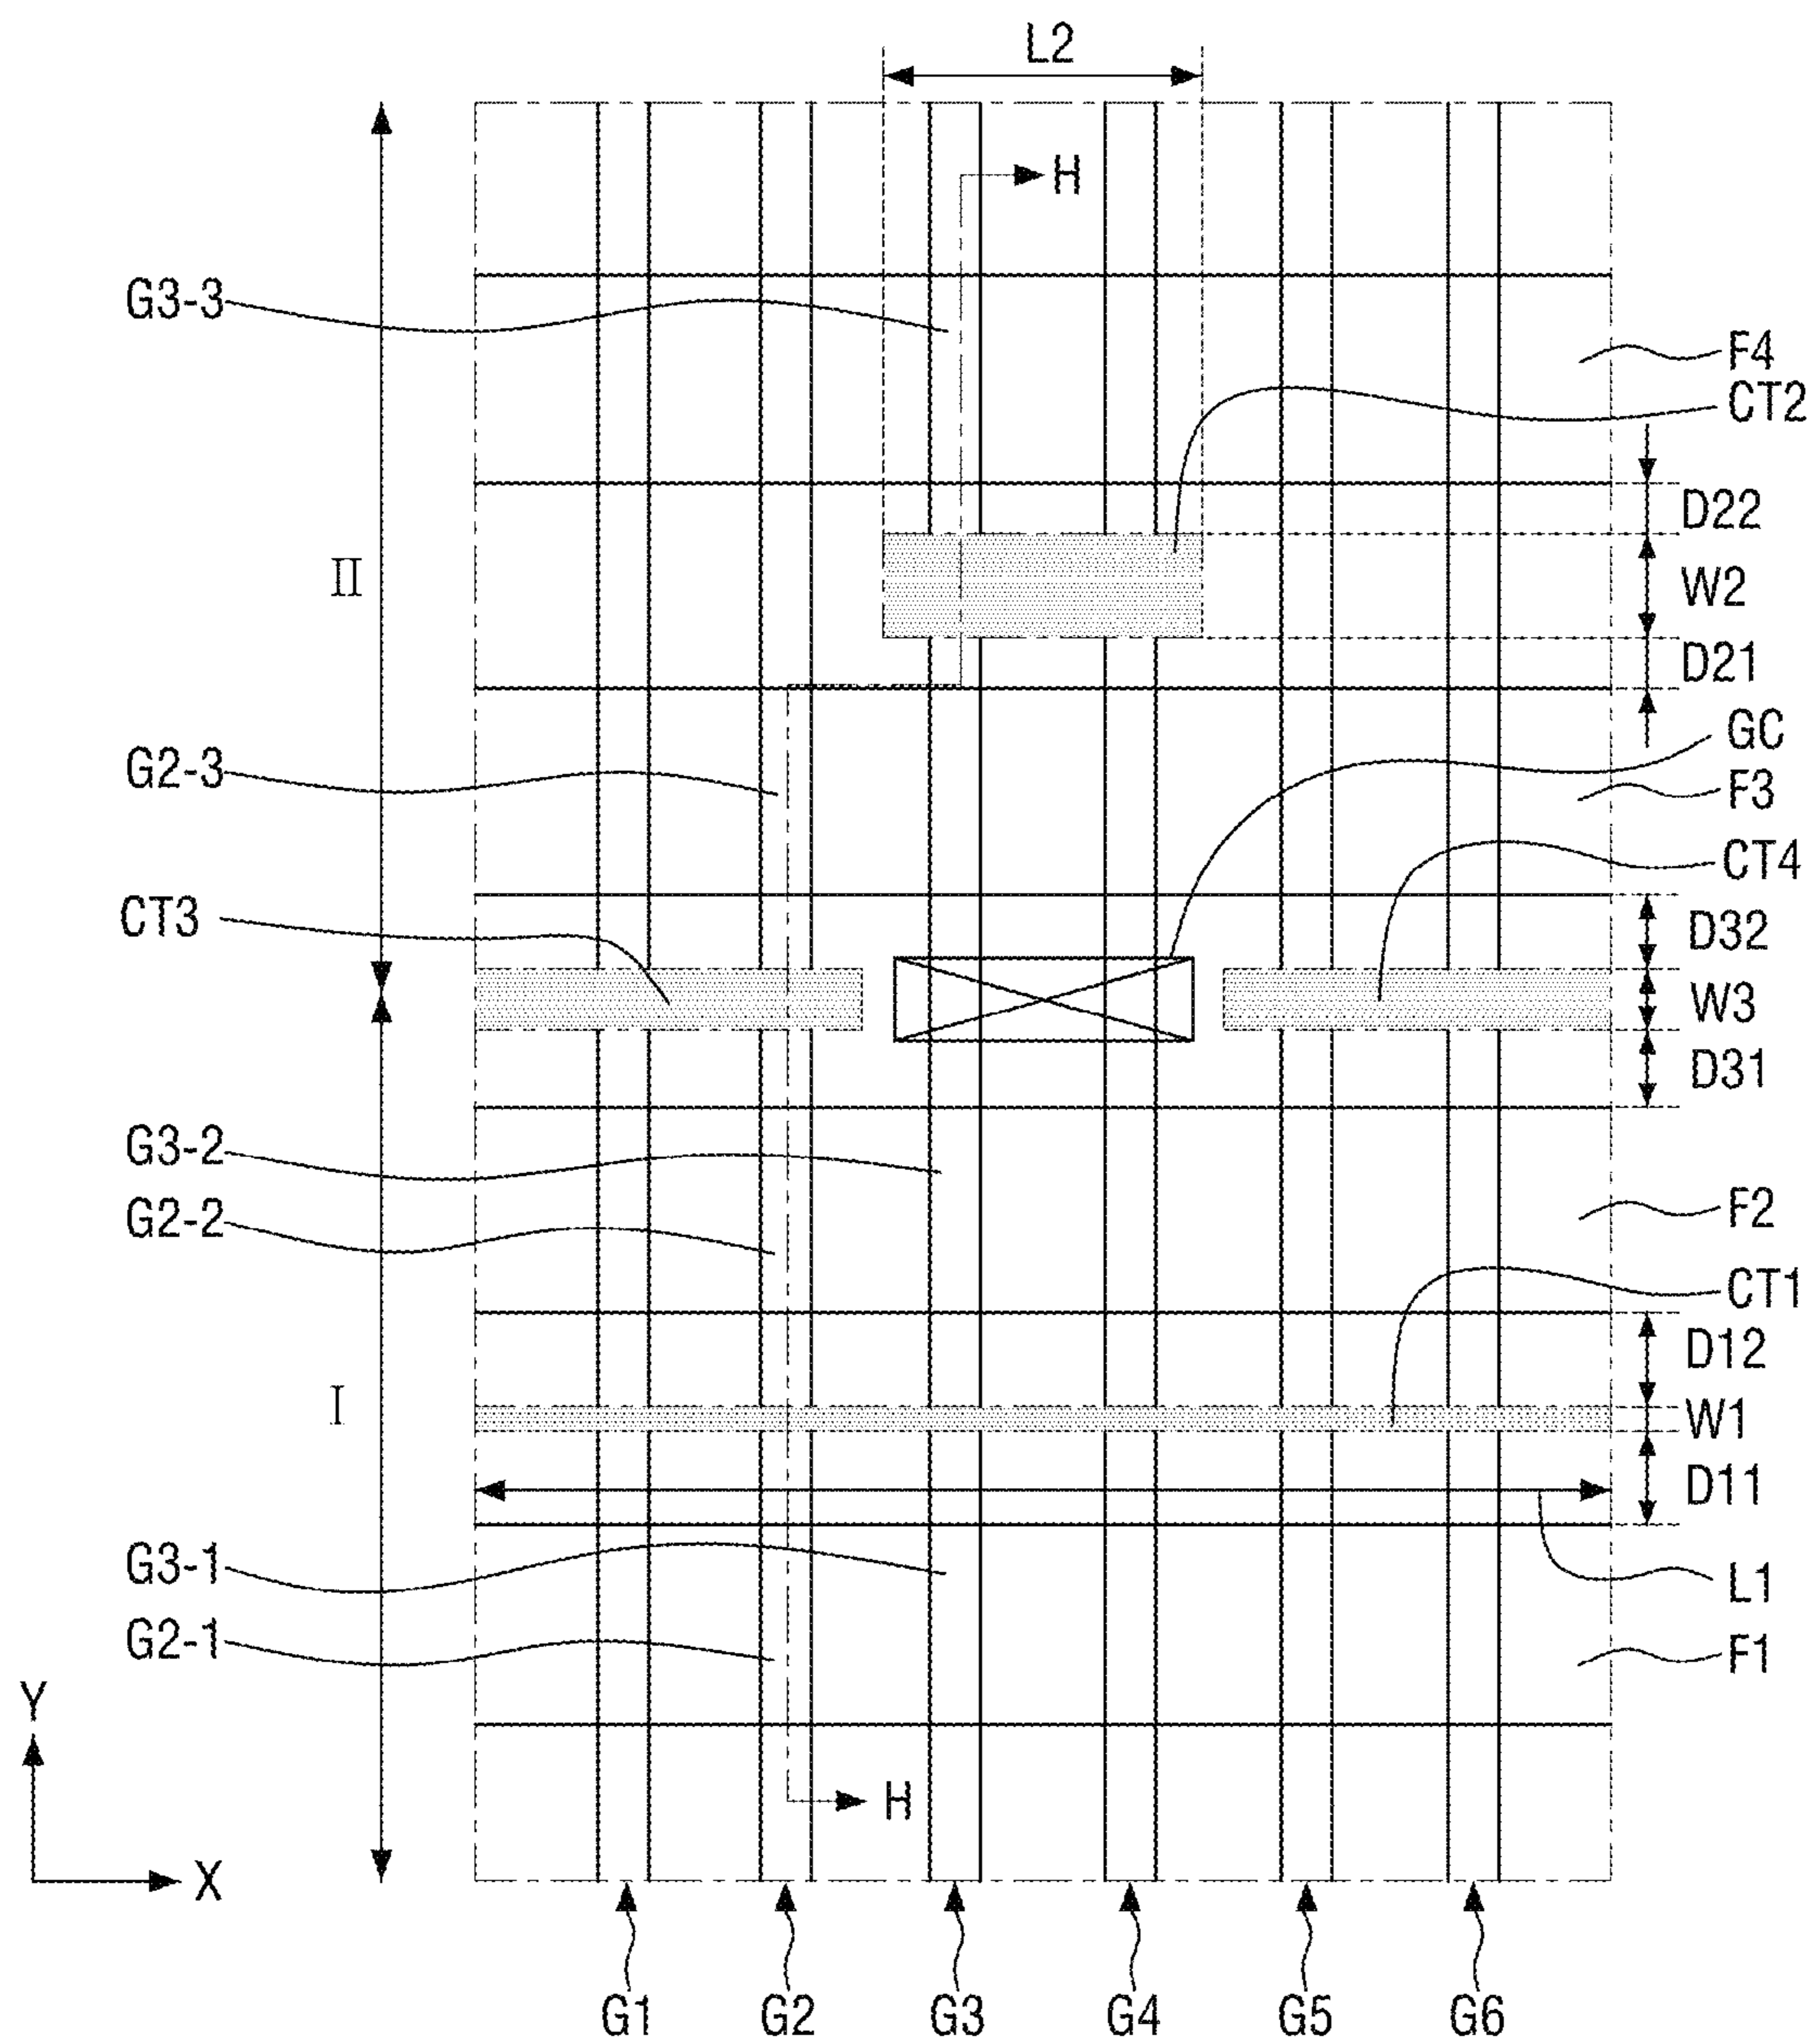 L2
H
G3-3
F4
CT2
D22
II
W2
D21
GC
G2-3
F3
CT4
CT3
D32
W3
D31
G3-2
G2-2
F2
CT1
D12
I
W1
D11
G3-1
L1
G2-1
F1
Y
H
X
G1 G2 G3 G4 G5 G6